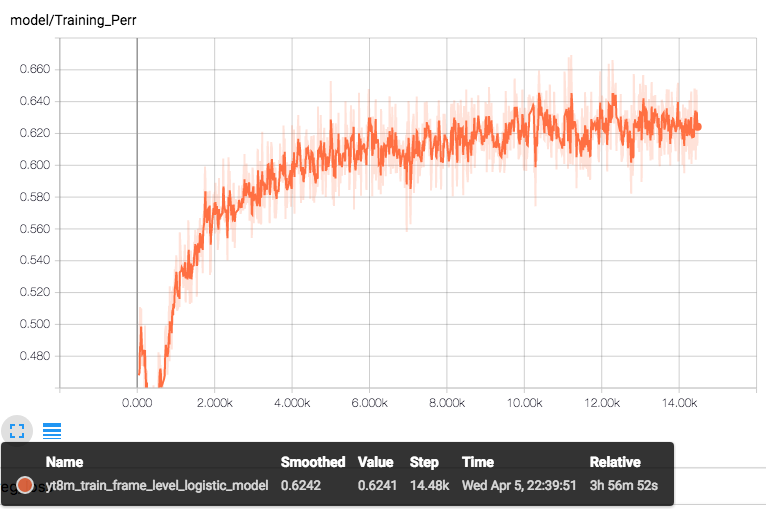 model/Training_Perr
0.660
0.640
0.620
0.600
0.580
0.560
0.540
0.520
0.500
0.480
0.000 2.000k 4.000k 6.000k 8.000k 10.00k 12.00k 14.00k
Name Smoothed Value Step Time Relative
yt8m_train_frame_level_logistic_model 0.6242 0.6241 14.48k Wed Apr 5, 22:39:51 3h 56m 52s